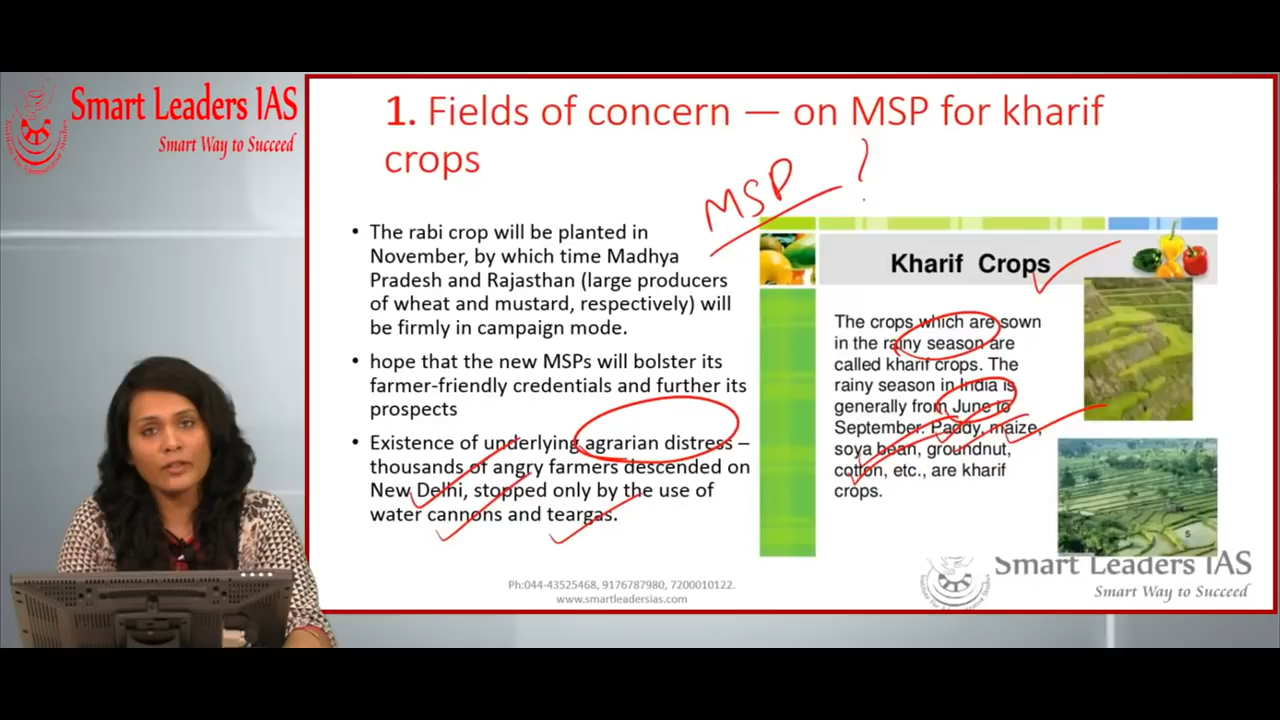 Smart Leaders IAS
Smart Way to Succeed
1. Fields of concern — on MSP for kharif
crops
MSP ?
• The rabi crop will be planted in
November, by which time Madhya
Pradesh and Rajasthan (large producers
of wheat and mustard, respectively) will
be firmly in campaign mode.
• hope that the new MSPs will bolster its
farmer-friendly credentials and further its
prospects
• Existence of underlying agrarian distress –
thousands of angry farmers descended on
New Delhi, stopped only by the use of
water cannons and teargas.
Kharif Crops
The crops which are sown
in the rainy season are
called kharif crops. The
rainy season in India is
generally from June to
September. Paddy, maize,
soya bean, groundnut,
cotton, etc., are kharif
crops.
5
Ph:044-43525468, 9176787980, 7200010122.
www.smartleadersias.com
Smart Leaders IAS
Smart Way to Succeed